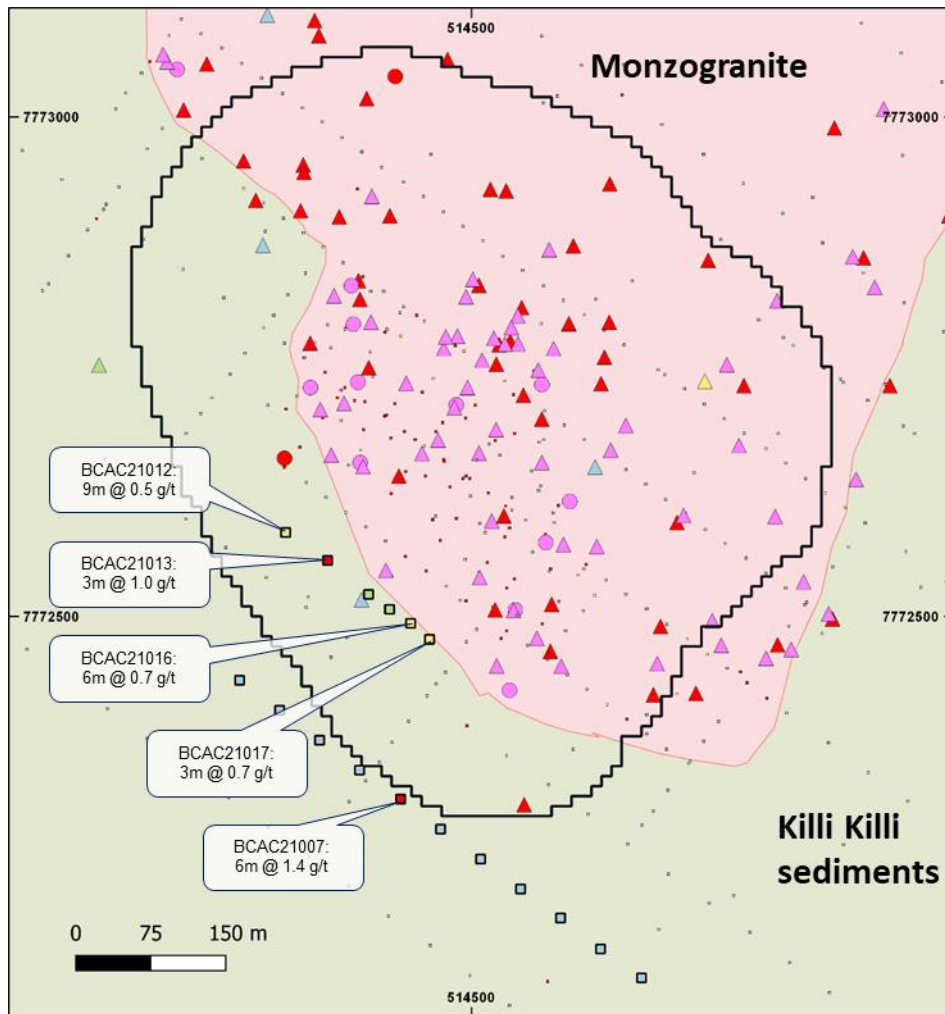 514500
Monzogranite
7773000
7773000
BCAC21012:
9m @ 0.5 g/t
BCAC21013:
3m @ 1.0 g/t
7772500
7772500
BCAC21016:
6m @ 0.7 g/t
BCAC21017:
3m @ 0.7 g/t
BCAC21007:
6m @ 1.4 g/t
Killi Killi
sediments
0 75 150 m
514500